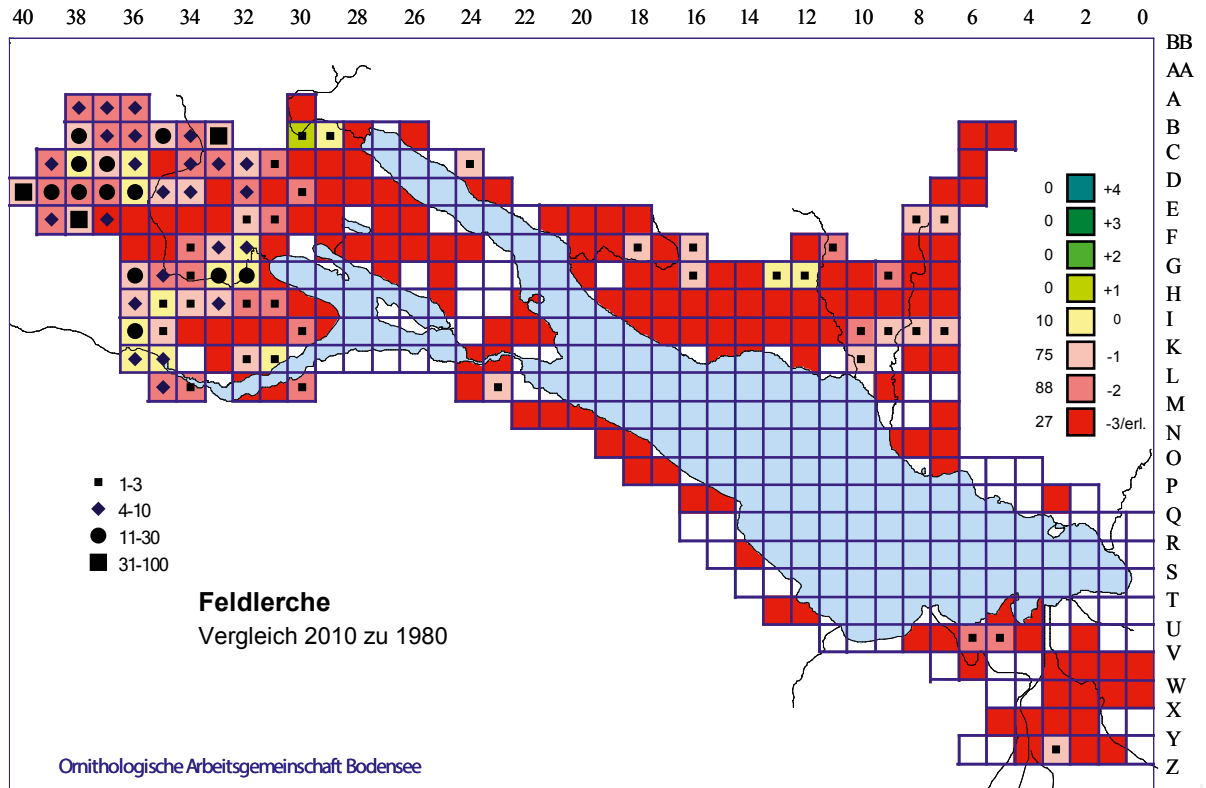 40 38 36 34 32 30 28 26 24 22 20 18 16 14 12 10 8 6 4 2 0
BB
AA
A
B
C
D
E
F
G
H
I
K
L
M
N
O
P
Q
R
S
T
U
V
W
X
Y
Z
0 +4
0 +3
0 +2
0 +1
10 0
75 -1
88 -2
27 -3/erl.
1-3
4-10
11-30
31-100
Feldlerche
Vergleich 2010 zu 1980
Ornithologische Arbeitsgemeinschaft Bodensee